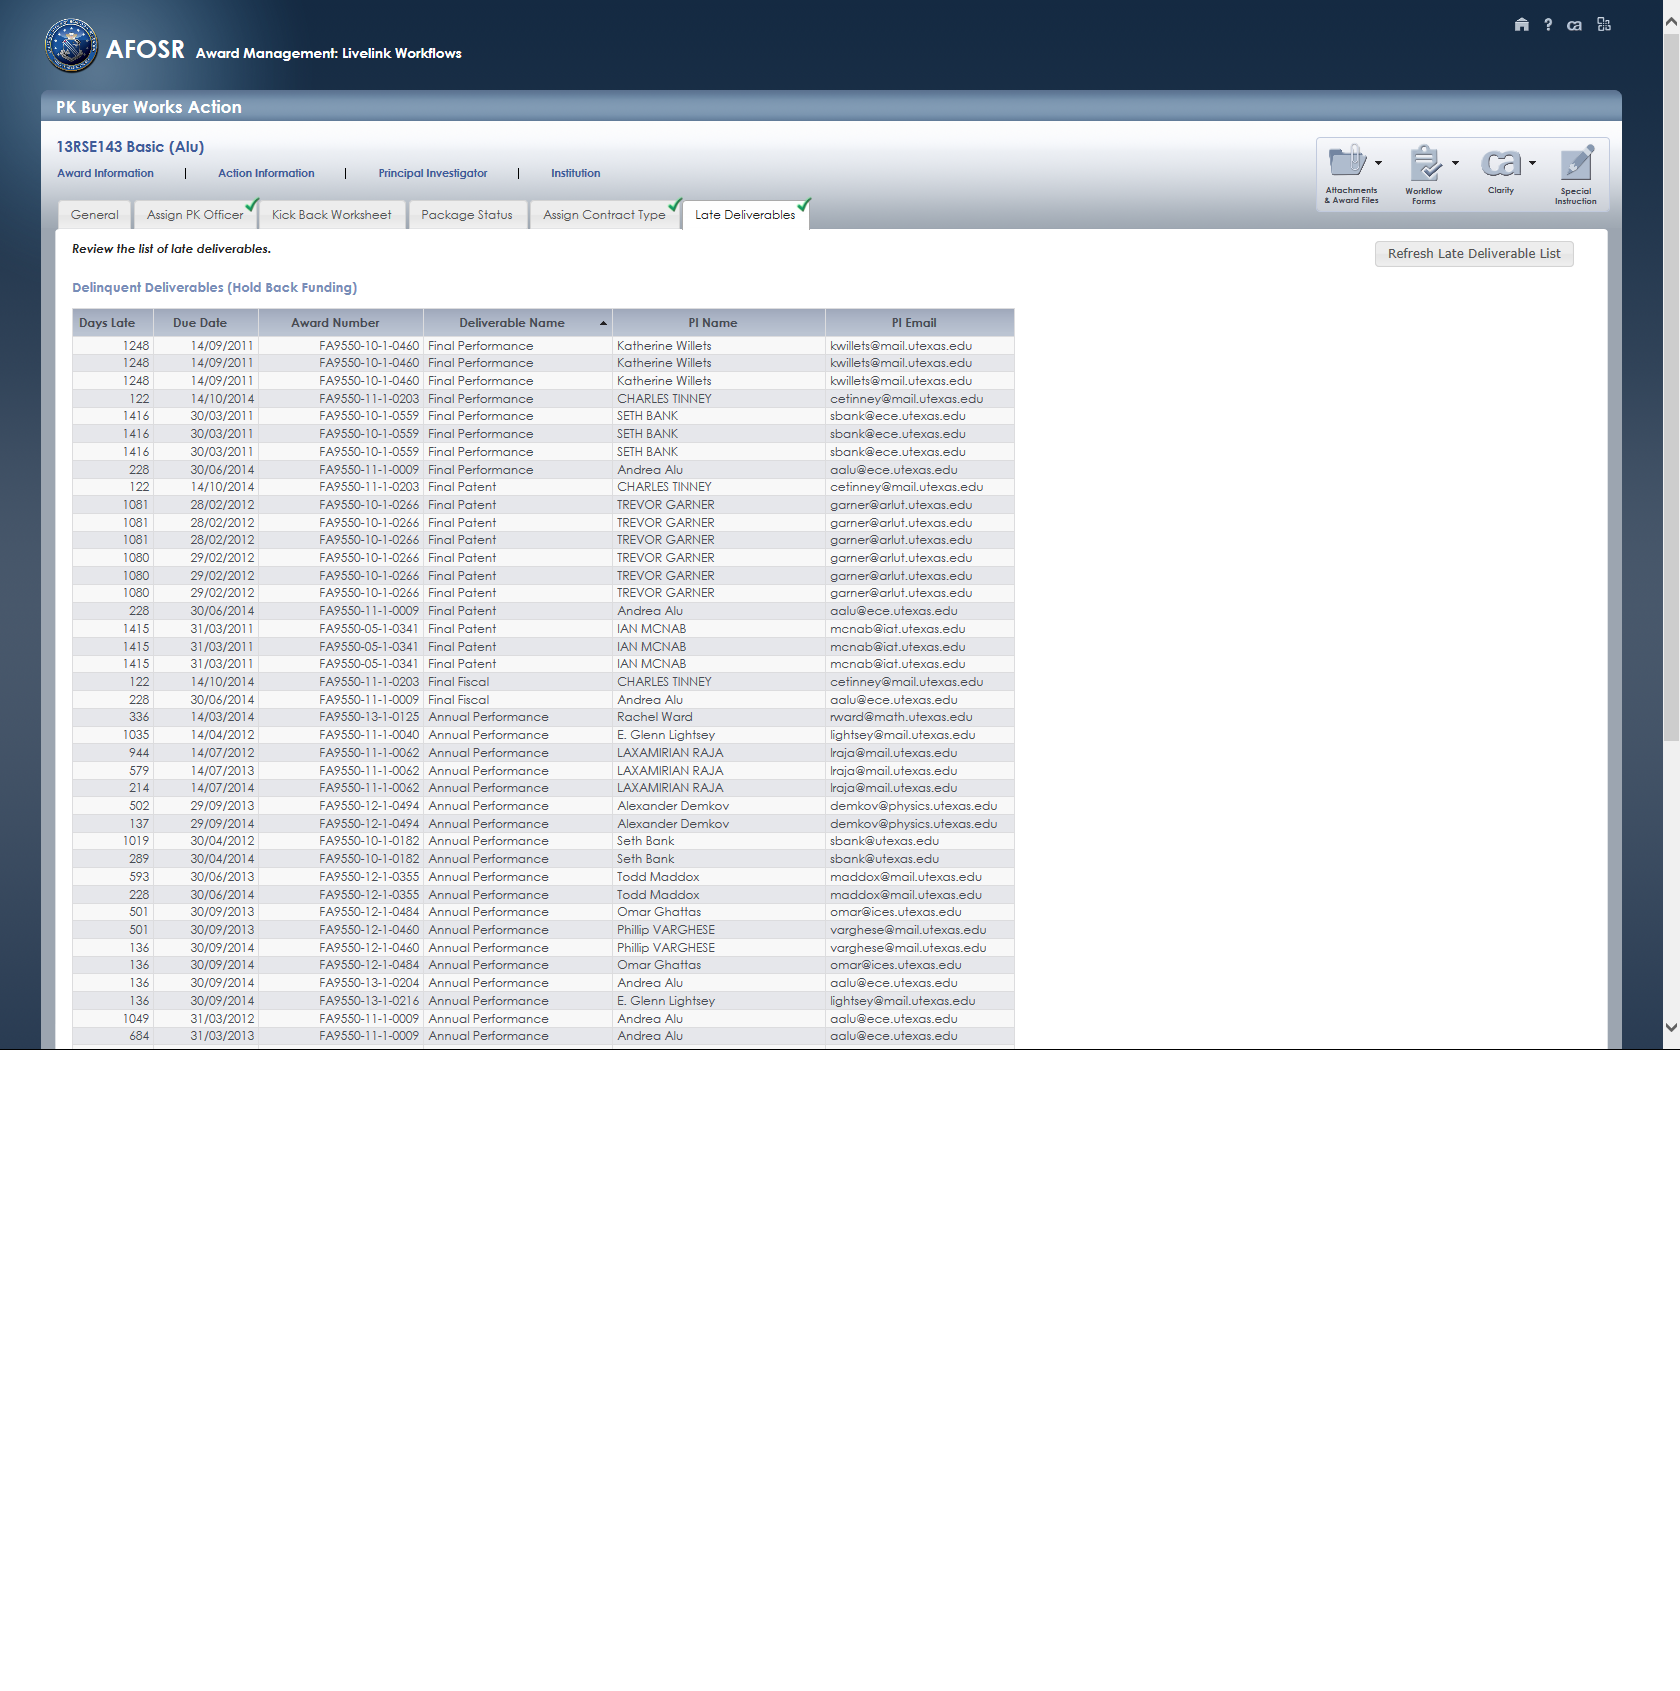 AFOSR Award Management: Livelink Workflows
? ca
PK Buyer Works Action
13RSE143 Basic (Alu)
Award Information | Action Information | Principal Investigator | Institution
Attachments & Award Files
Workflow Forms
ca
Clarity
Special Instruction
General Assign PK Officer Kick Back Worksheet Package Status Assign Contract Type Late Deliverables
Review the list of late deliverables.
Refresh Late Deliverable List
Delinquent Deliverables (Hold Back Funding)
Days Late Due Date Award Number Deliverable Name PI Name PI Email
1248 14/09/2011 FA9550-10-1-0460 Final Performance Katherine Willets kwillets@mail.utexas.edu
1248 14/09/2011 FA9550-10-1-0460 Final Performance Katherine Willets kwillets@mail.utexas.edu
1248 14/09/2011 FA9550-10-1-0460 Final Performance Katherine Willets kwillets@mail.utexas.edu
122 14/10/2014 FA9550-11-1-0203 Final Performance CHARLES TINNEY cetinney@mail.utexas.edu
1416 30/03/2011 FA9550-10-1-0559 Final Performance SETH BANK sbank@ece.utexas.edu
1416 30/03/2011 FA9550-10-1-0559 Final Performance SETH BANK sbank@ece.utexas.edu
1416 30/03/2011 FA9550-10-1-0559 Final Performance SETH BANK sbank@ece.utexas.edu
228 30/06/2014 FA9550-11-1-0009 Final Performance Andrea Alu aalu@ece.utexas.edu
122 14/10/2014 FA9550-11-1-0203 Final Patent CHARLES TINNEY cetinney@mail.utexas.edu
1081 28/02/2012 FA9550-10-1-0266 Final Patent TREVOR GARNER garner@arlut.utexas.edu
1081 28/02/2012 FA9550-10-1-0266 Final Patent TREVOR GARNER garner@arlut.utexas.edu
1081 28/02/2012 FA9550-10-1-0266 Final Patent TREVOR GARNER garner@arlut.utexas.edu
1080 29/02/2012 FA9550-10-1-0266 Final Patent TREVOR GARNER garner@arlut.utexas.edu
1080 29/02/2012 FA9550-10-1-0266 Final Patent TREVOR GARNER garner@arlut.utexas.edu
1080 29/02/2012 FA9550-10-1-0266 Final Patent TREVOR GARNER garner@arlut.utexas.edu
228 30/06/2014 FA9550-11-1-0009 Final Patent Andrea Alu aalu@ece.utexas.edu
1415 31/03/2011 FA9550-05-1-0341 Final Patent IAN MCNAB mcnab@iat.utexas.edu
1415 31/03/2011 FA9550-05-1-0341 Final Patent IAN MCNAB mcnab@iat.utexas.edu
1415 31/03/2011 FA9550-05-1-0341 Final Patent IAN MCNAB mcnab@iat.utexas.edu
122 14/10/2014 FA9550-11-1-0203 Final Fiscal CHARLES TINNEY cetinney@mail.utexas.edu
228 30/06/2014 FA9550-11-1-0009 Final Fiscal Andrea Alu aalu@ece.utexas.edu
336 14/03/2014 FA9550-13-1-0125 Annual Performance Rachel Ward rward@math.utexas.edu
1035 14/04/2012 FA9550-11-1-0040 Annual Performance E. Glenn Lightsey lightsey@mail.utexas.edu
944 14/07/2012 FA9550-11-1-0062 Annual Performance LAXAMIRIAN RAJA lraja@mail.utexas.edu
579 14/07/2013 FA9550-11-1-0062 Annual Performance LAXAMIRIAN RAJA lraja@mail.utexas.edu
214 14/07/2014 FA9550-11-1-0062 Annual Performance LAXAMIRIAN RAJA lraja@mail.utexas.edu
502 29/09/2013 FA9550-12-1-0494 Annual Performance Alexander Demkov demkov@physics.utexas.edu
137 29/09/2014 FA9550-12-1-0494 Annual Performance Alexander Demkov demkov@physics.utexas.edu
1019 30/04/2012 FA9550-10-1-0182 Annual Performance Seth Bank sbank@utexas.edu
289 30/04/2014 FA9550-10-1-0182 Annual Performance Seth Bank sbank@utexas.edu
593 30/06/2013 FA9550-12-1-0355 Annual Performance Todd Maddox maddox@mail.utexas.edu
228 30/06/2014 FA9550-12-1-0355 Annual Performance Todd Maddox maddox@mail.utexas.edu
501 30/09/2013 FA9550-12-1-0484 Annual Performance Omar Ghattas omar@ices.utexas.edu
501 30/09/2013 FA9550-12-1-0460 Annual Performance Phillip VARGHESE varghese@mail.utexas.edu
136 30/09/2014 FA9550-12-1-0460 Annual Performance Phillip VARGHESE varghese@mail.utexas.edu
136 30/09/2014 FA9550-12-1-0484 Annual Performance Omar Ghattas omar@ices.utexas.edu
136 30/09/2014 FA9550-13-1-0204 Annual Performance Andrea Alu aalu@ece.utexas.edu
136 30/09/2014 FA9550-13-1-0216 Annual Performance E. Glenn Lightsey lightsey@mail.utexas.edu
1049 31/03/2012 FA9550-11-1-0009 Annual Performance Andrea Alu aalu@ece.utexas.edu
684 31/03/2013 FA9550-11-1-0009 Annual Performance Andrea Alu aalu@ece.utexas.edu